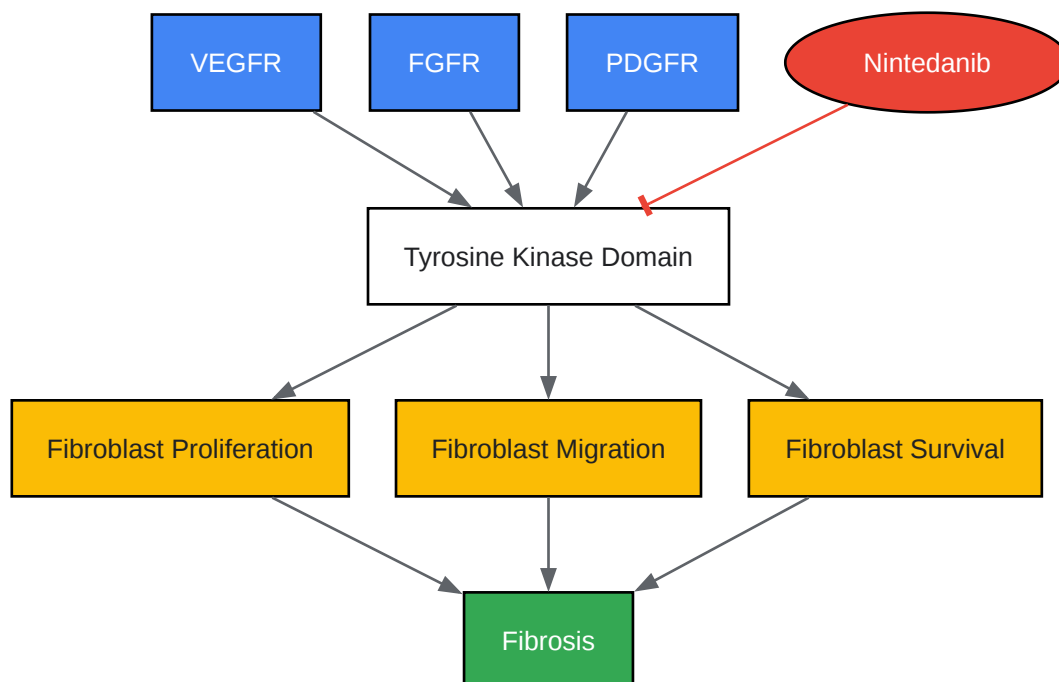 VEGFR
FGFR
PDGFR
Nintedanib
Tyrosine Kinase Domain
Fibroblast Proliferation
Fibroblast Migration
Fibroblast Survival
Fibrosis